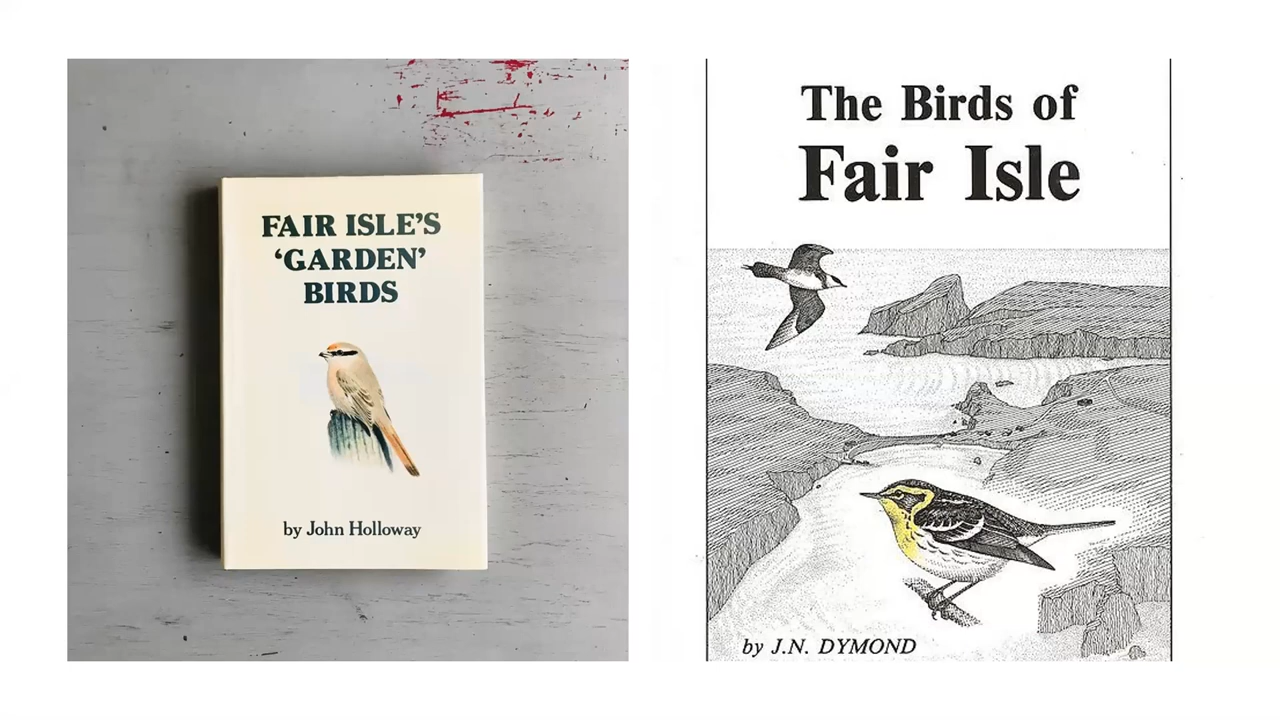 FAIR ISLE'S
‘GARDEN’
BIRDS
by John Holloway
The Birds of
Fair Isle
by J.N. DYMOND